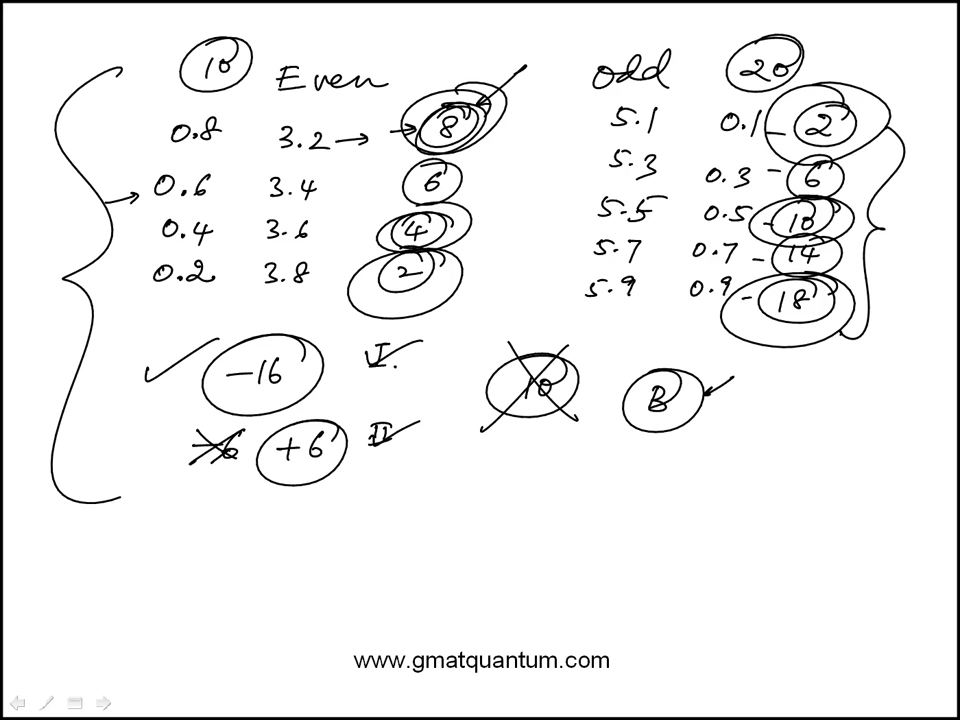 10 Even Odd 20
0.8 3.2 → 8 5.1 0.1 – 2
0.6 3.4 6 5.3 0.3 – 6
0.4 3.6 4 5.5 0.5 – 10
0.2 3.8 2 5.7 0.7 – 14
5.9 0.9 – 18
–16 I. 10 B
–6 +6 II
www.gmatquantum.com